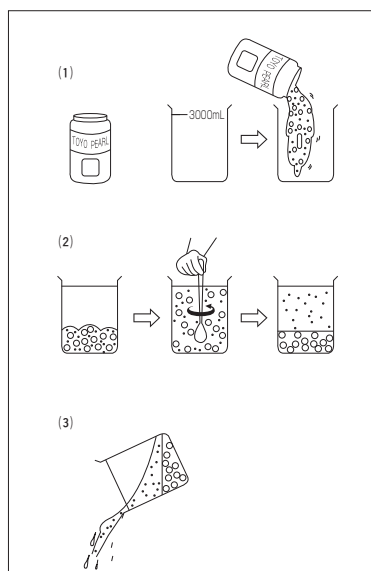 (1)
TOYO PEARL
3000mL
TOYO PEARL
(2)
(3)